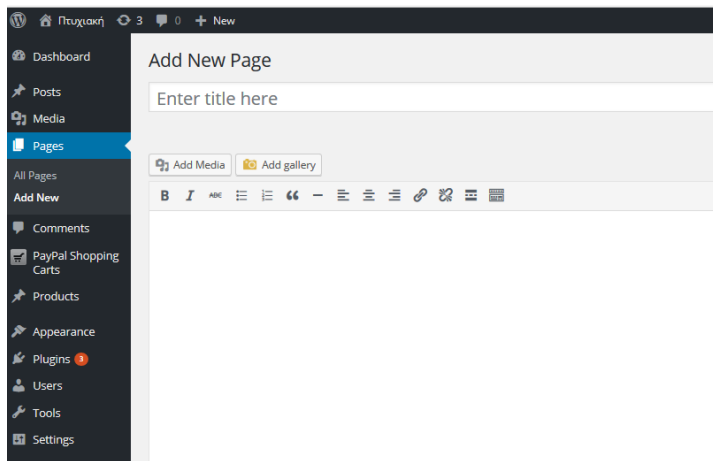 Πτυχιακή 3 0 + New
Dashboard
Posts
Media
Pages
All Pages
Add New
Comments
PayPal Shopping
Carts
Products
Appearance
Plugins 3
Users
Tools
Settings
Add New Page
Enter title here
Add Media Add gallery
B I ABC